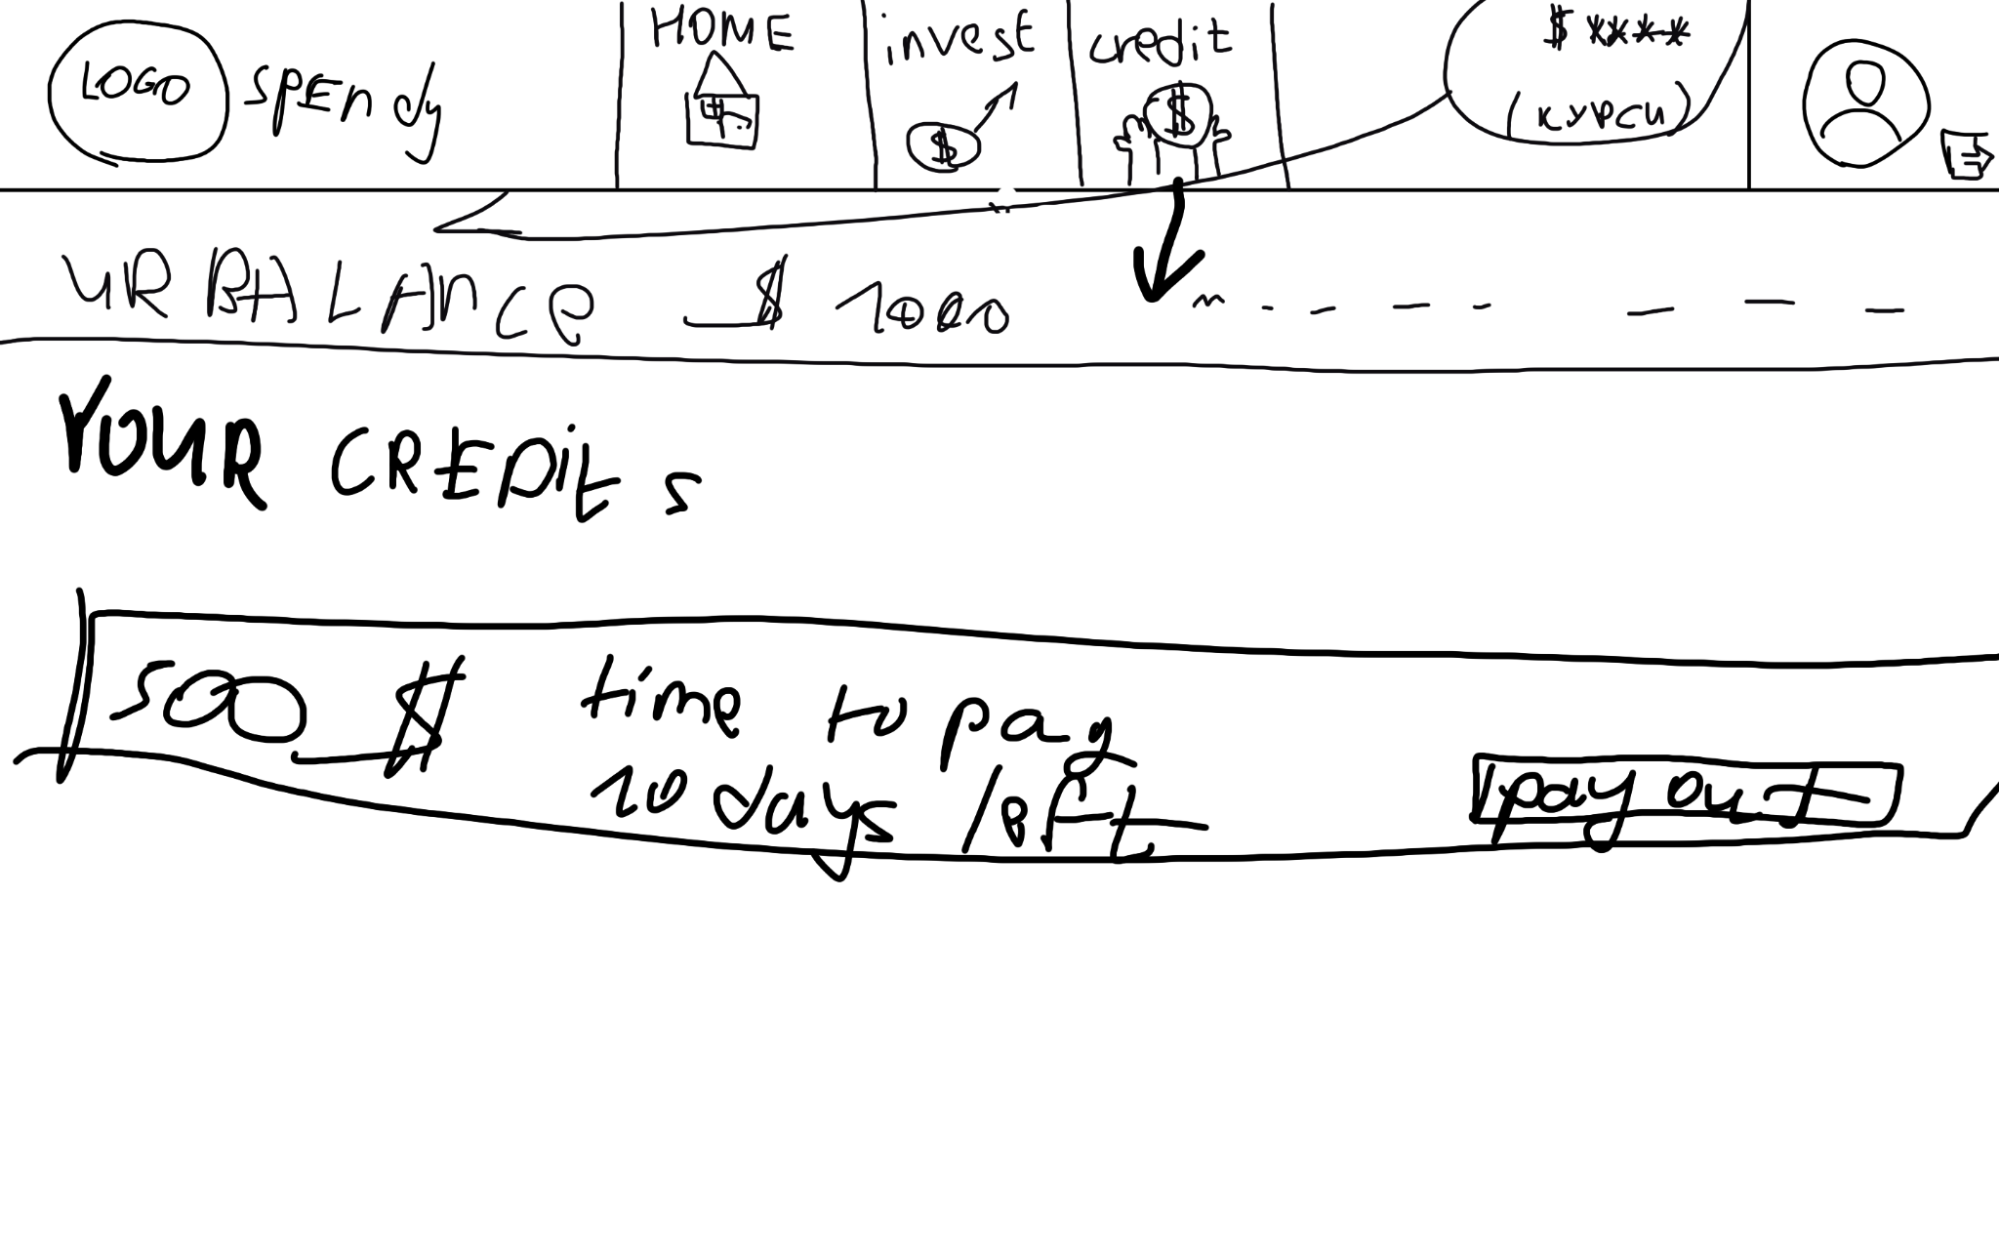 LOGO spendy
HOME
invest
credit
$ ****
(курси)
UR BALANCE $ 1000
YOUR CREDITs
500 $ time to pay
10 days left
pay out